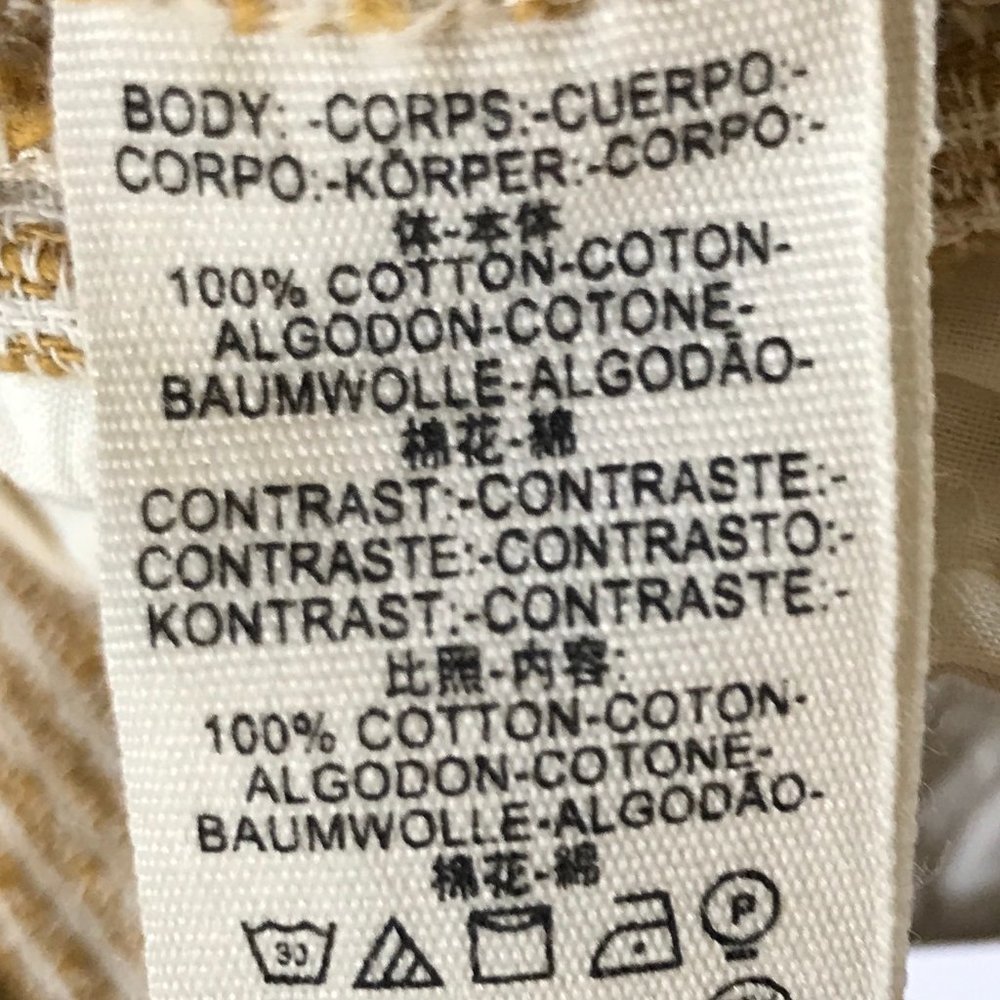 BODY: -CORPS:-CUERPO:-
CORPO:-KÖRPER:-CORPO:-
体-本体
100% COTTON-COTON-
ALGODON-COTONE-
BAUMWOLLE-ALGODÃO-
棉花-綿
CONTRAST:-CONTRASTE:-
CONTRASTE:-CONTRASTO:-
KONTRAST:-CONTRASTE:-
比照-内容:
100% COTTON-COTON-
ALGODON-COTONE-
BAUMWOLLE-ALGODÃO-
棉花-綿
30 P